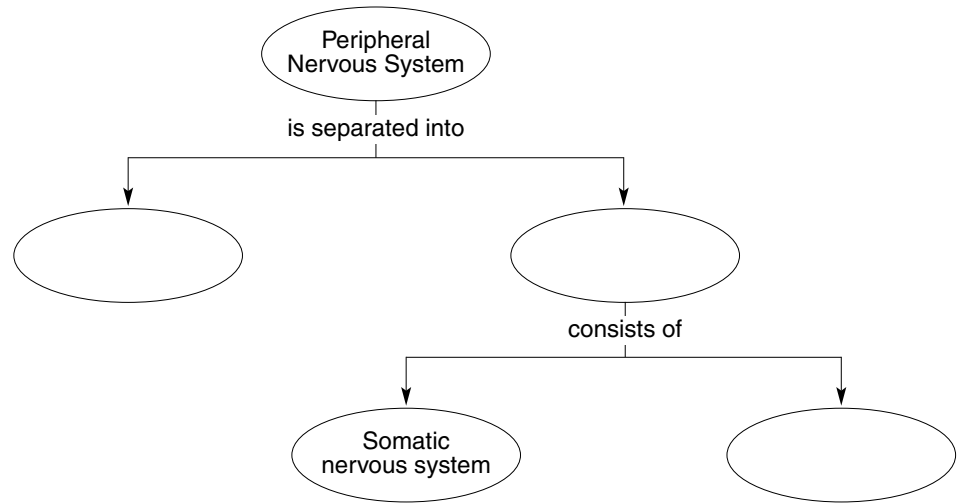 Peripheral
Nervous System
is separated into
consists of
Somatic
nervous system